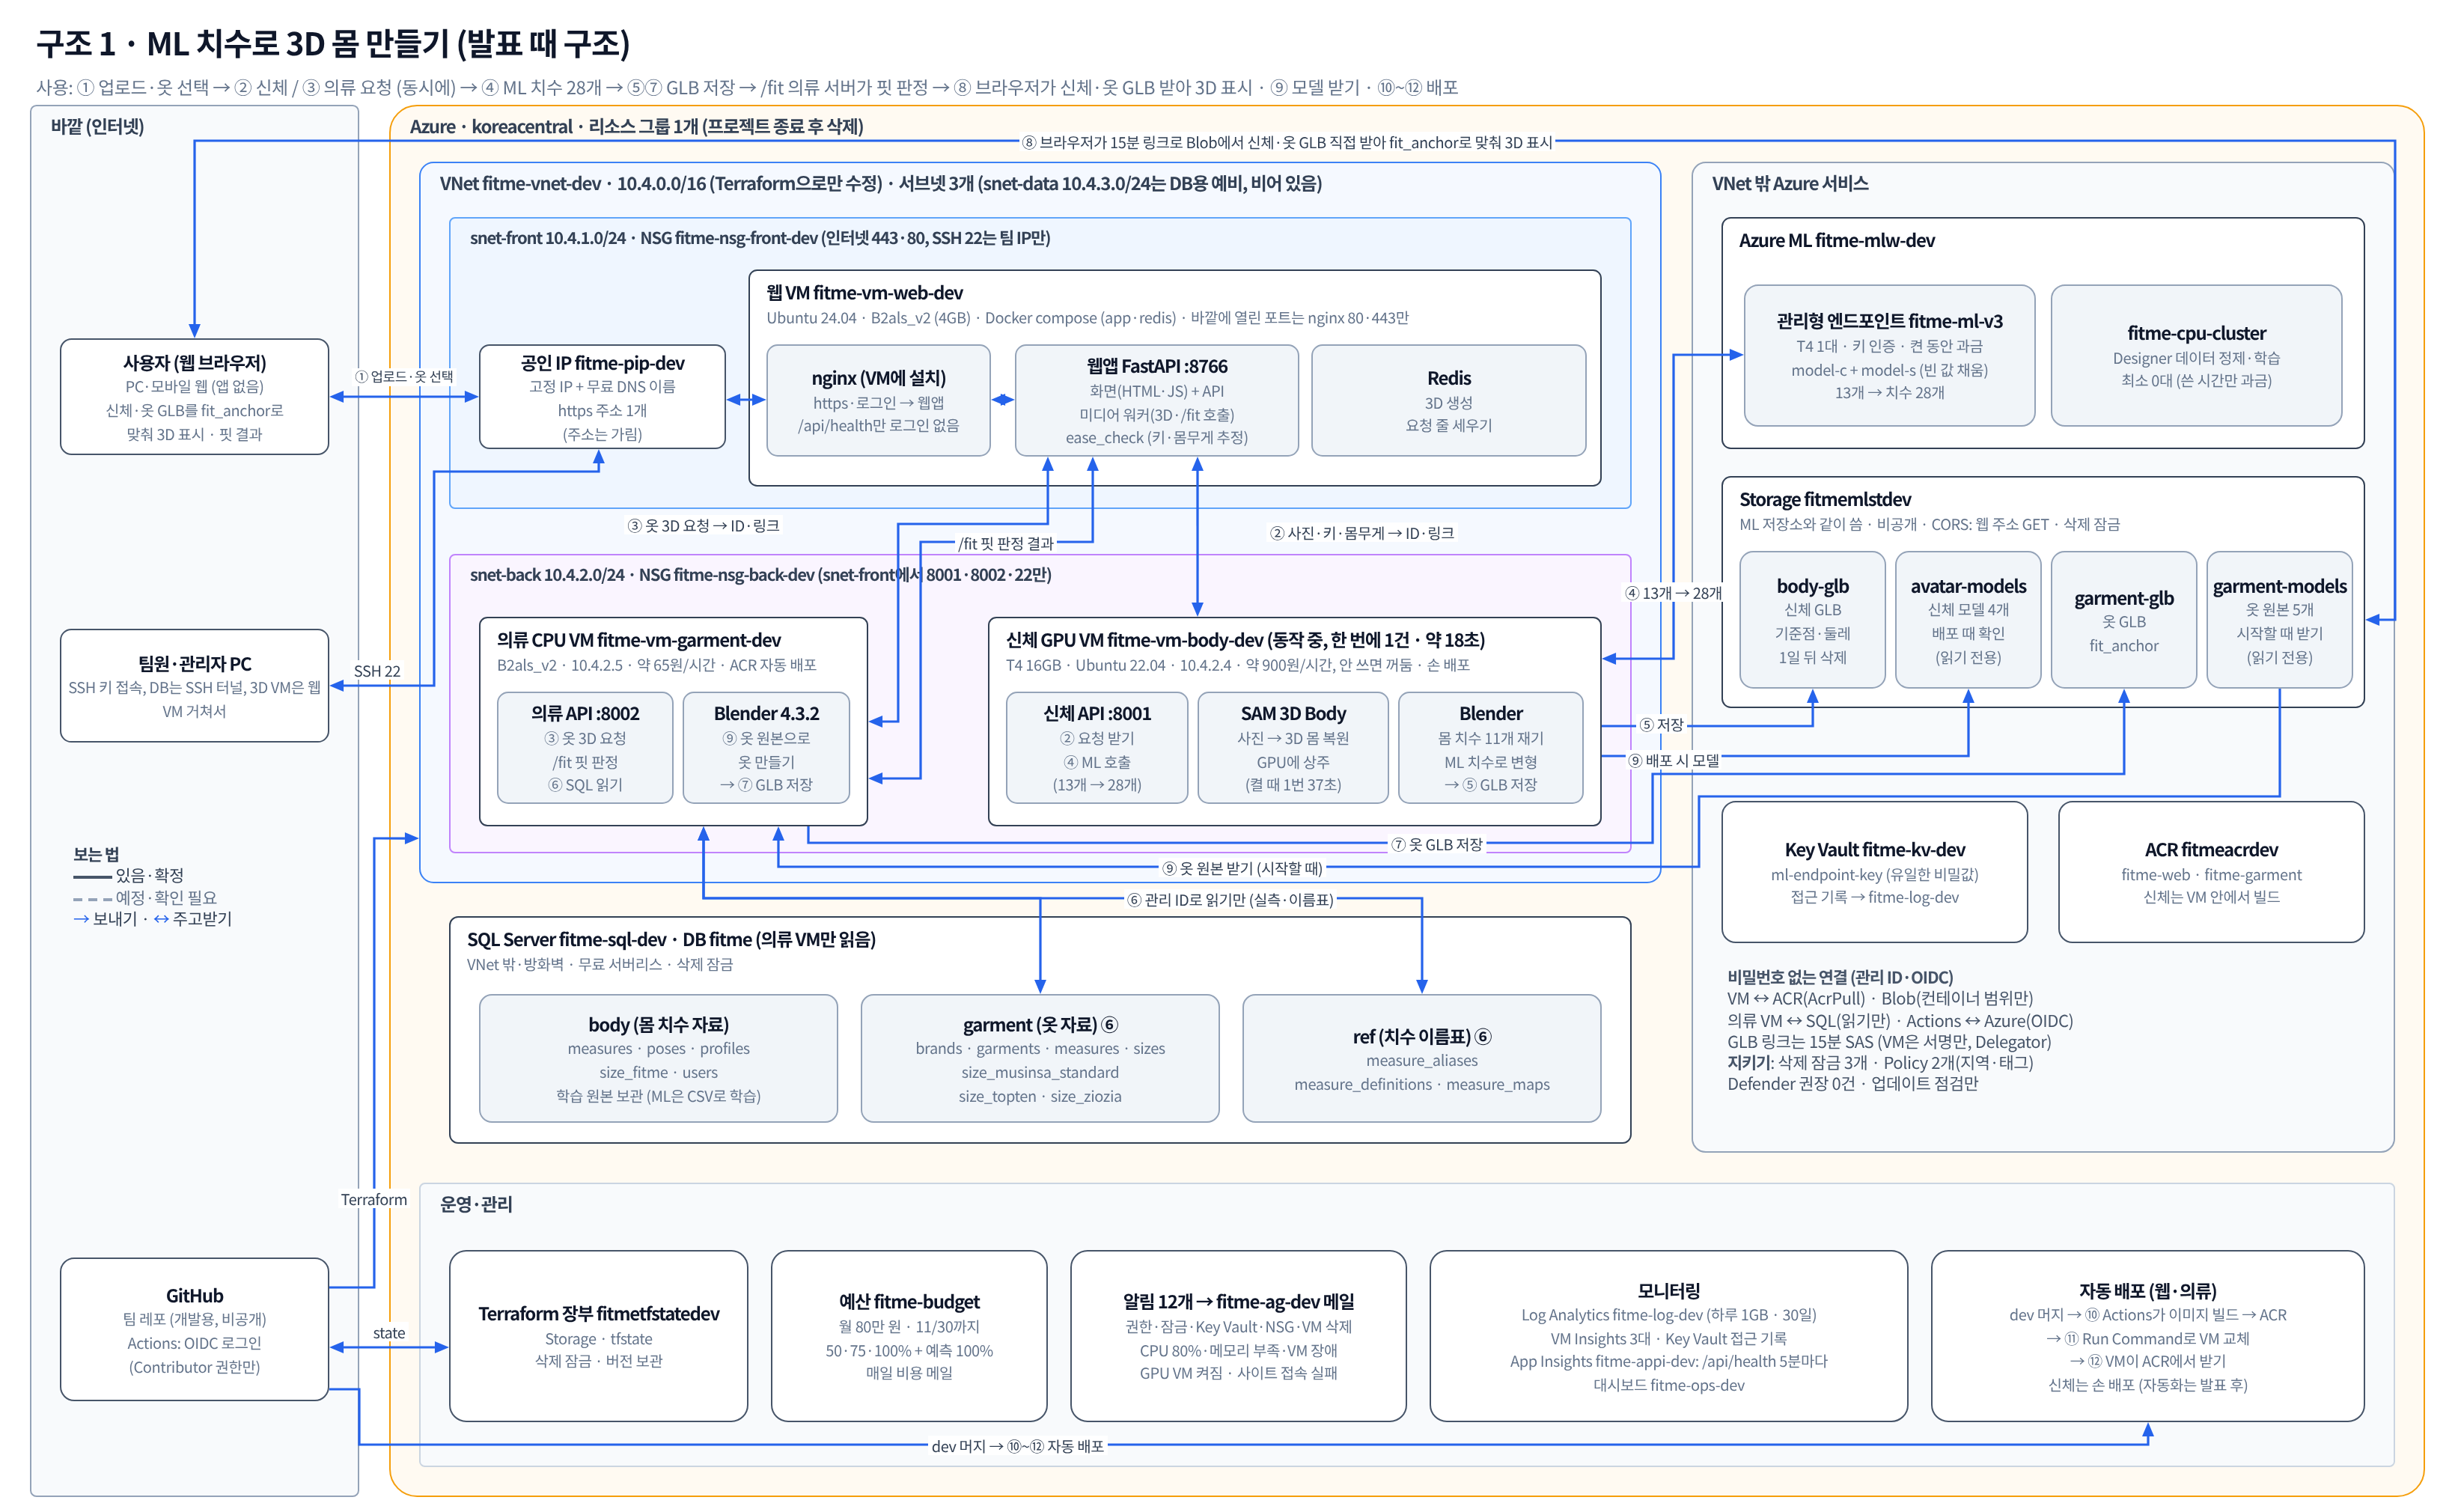 구조 1 · ML 치수로 3D 몸 만들기 (발표 때 구조)
사용: ① 업로드·옷 선택 → ② 신체 / ③ 의류 요청 (동시에) → ④ ML 치수 28개 → ⑤⑦ GLB 저장 → /fit 의류 서버가 핏 판정 → ⑧ 브라우저가 신체·옷 GLB 받아 3D 표시 · ⑨ 모델 받기 · ⑩~⑫ 배포
바깥 (인터넷)
Azure · koreacentral · 리소스 그룹 1개 (프로젝트 종료 후 삭제)
⑧ 브라우저가 15분 링크로 Blob에서 신체·옷 GLB 직접 받아 fit_anchor로 맞춰 3D 표시
VNet fitme-vnet-dev · 10.4.0.0/16 (Terraform으로만 수정) · 서브넷 3개 (snet-data 10.4.3.0/24는 DB용 예비, 비어 있음)
snet-front 10.4.1.0/24 · NSG fitme-nsg-front-dev (인터넷 443·80, SSH 22는 팀 IP만)
웹 VM fitme-vm-web-dev
Ubuntu 24.04 · B2als_v2 (4GB) · Docker compose (app·redis) · 바깥에 열린 포트는 nginx 80·443만
사용자 (웹 브라우저)
PC·모바일 웹 (앱 없음)
신체·옷 GLB를 fit_anchor로
맞춰 3D 표시 · 핏 결과
① 업로드·옷 선택
공인 IP fitme-pip-dev
고정 IP + 무료 DNS 이름
https 주소 1개
(주소는 가림)
nginx (VM에 설치)
https·로그인 → 웹앱
/api/health만 로그인 없음
웹앱 FastAPI :8766
화면(HTML·JS) + API
미디어 워커(3D·/fit 호출)
ease_check (키·몸무게 추정)
Redis
3D 생성
요청 줄 세우기
③ 옷 3D 요청 → ID·링크
/fit 핏 판정 결과
② 사진·키·몸무게 → ID·링크
snet-back 10.4.2.0/24 · NSG fitme-nsg-back-dev (snet-front에서 8001·8002·22만)
의류 CPU VM fitme-vm-garment-dev
B2als_v2 · 10.4.2.5 · 약 65원/시간 · ACR 자동 배포
의류 API :8002
③ 옷 3D 요청
/fit 핏 판정
⑥ SQL 읽기
Blender 4.3.2
⑨ 옷 원본으로
옷 만들기
→ ⑦ GLB 저장
신체 GPU VM fitme-vm-body-dev (동작 중, 한 번에 1건 · 약 18초)
T4 16GB · Ubuntu 22.04 · 10.4.2.4 · 약 900원/시간, 안 쓰면 꺼둠 · 손 배포
신체 API :8001
② 요청 받기
④ ML 호출
(13개 → 28개)
SAM 3D Body
사진 → 3D 몸 복원
GPU에 상주
(켤 때 1번 37초)
Blender
몸 치수 11개 재기
ML 치수로 변형
→ ⑤ GLB 저장
팀원·관리자 PC
SSH 키 접속, DB는 SSH 터널, 3D VM은 웹
VM 거쳐서
SSH 22
④ 13개 → 28개
⑤ 저장
⑨ 배포 시 모델
⑦ 옷 GLB 저장
⑨ 옷 원본 받기 (시작할 때)
⑥ 관리 ID로 읽기만 (실측·이름표)
보는 법
있음·확정
예정·확인 필요
→ 보내기 · ↔ 주고받기
VNet 밖 Azure 서비스
Azure ML fitme-mlw-dev
관리형 엔드포인트 fitme-ml-v3
T4 1대 · 키 인증 · 켠 동안 과금
model-c + model-s (빈 값 채움)
13개 → 치수 28개
fitme-cpu-cluster
Designer 데이터 정제·학습
최소 0대 (쓴 시간만 과금)
Storage fitmemlstdev
ML 저장소와 같이 씀 · 비공개 · CORS: 웹 주소 GET · 삭제 잠금
body-glb
신체 GLB
기준점·둘레
1일 뒤 삭제
avatar-models
신체 모델 4개
배포 때 확인
(읽기 전용)
garment-glb
옷 GLB
fit_anchor
garment-models
옷 원본 5개
시작할 때 받기
(읽기 전용)
Key Vault fitme-kv-dev
ml-endpoint-key (유일한 비밀값)
접근 기록 → fitme-log-dev
ACR fitmeacrdev
fitme-web · fitme-garment
신체는 VM 안에서 빌드
비밀번호 없는 연결 (관리 ID·OIDC)
VM ↔ ACR(AcrPull) · Blob(컨테이너 범위만)
의류 VM ↔ SQL(읽기만) · Actions ↔ Azure(OIDC)
GLB 링크는 15분 SAS (VM은 서명만, Delegator)
지키기: 삭제 잠금 3개 · Policy 2개(지역·태그)
Defender 권장 0건 · 업데이트 점검만
SQL Server fitme-sql-dev · DB fitme (의류 VM만 읽음)
VNet 밖·방화벽 · 무료 서버리스 · 삭제 잠금
body (몸 치수 자료)
measures · poses · profiles
size_fitme · users
학습 원본 보관 (ML은 CSV로 학습)
garment (옷 자료) ⑥
brands · garments · measures · sizes
size_musinsa_standard
size_topten · size_ziozia
ref (치수 이름표) ⑥
measure_aliases
measure_definitions · measure_maps
Terraform
운영·관리
GitHub
팀 레포 (개발용, 비공개)
Actions: OIDC 로그인
(Contributor 권한만)
state
Terraform 장부 fitmetfstatedev
Storage · tfstate
삭제 잠금 · 버전 보관
예산 fitme-budget
월 80만 원 · 11/30까지
50·75·100% + 예측 100%
매일 비용 메일
알림 12개 → fitme-ag-dev 메일
권한·잠금·Key Vault·NSG·VM 삭제
CPU 80%·메모리 부족·VM 장애
GPU VM 켜짐 · 사이트 접속 실패
모니터링
Log Analytics fitme-log-dev (하루 1GB · 30일)
VM Insights 3대 · Key Vault 접근 기록
App Insights fitme-appi-dev: /api/health 5분마다
대시보드 fitme-ops-dev
자동 배포 (웹·의류)
dev 머지 → ⑩ Actions가 이미지 빌드 → ACR
→ ⑪ Run Command로 VM 교체
→ ⑫ VM이 ACR에서 받기
신체는 손 배포 (자동화는 발표 후)
dev 머지 → ⑩~⑫ 자동 배포